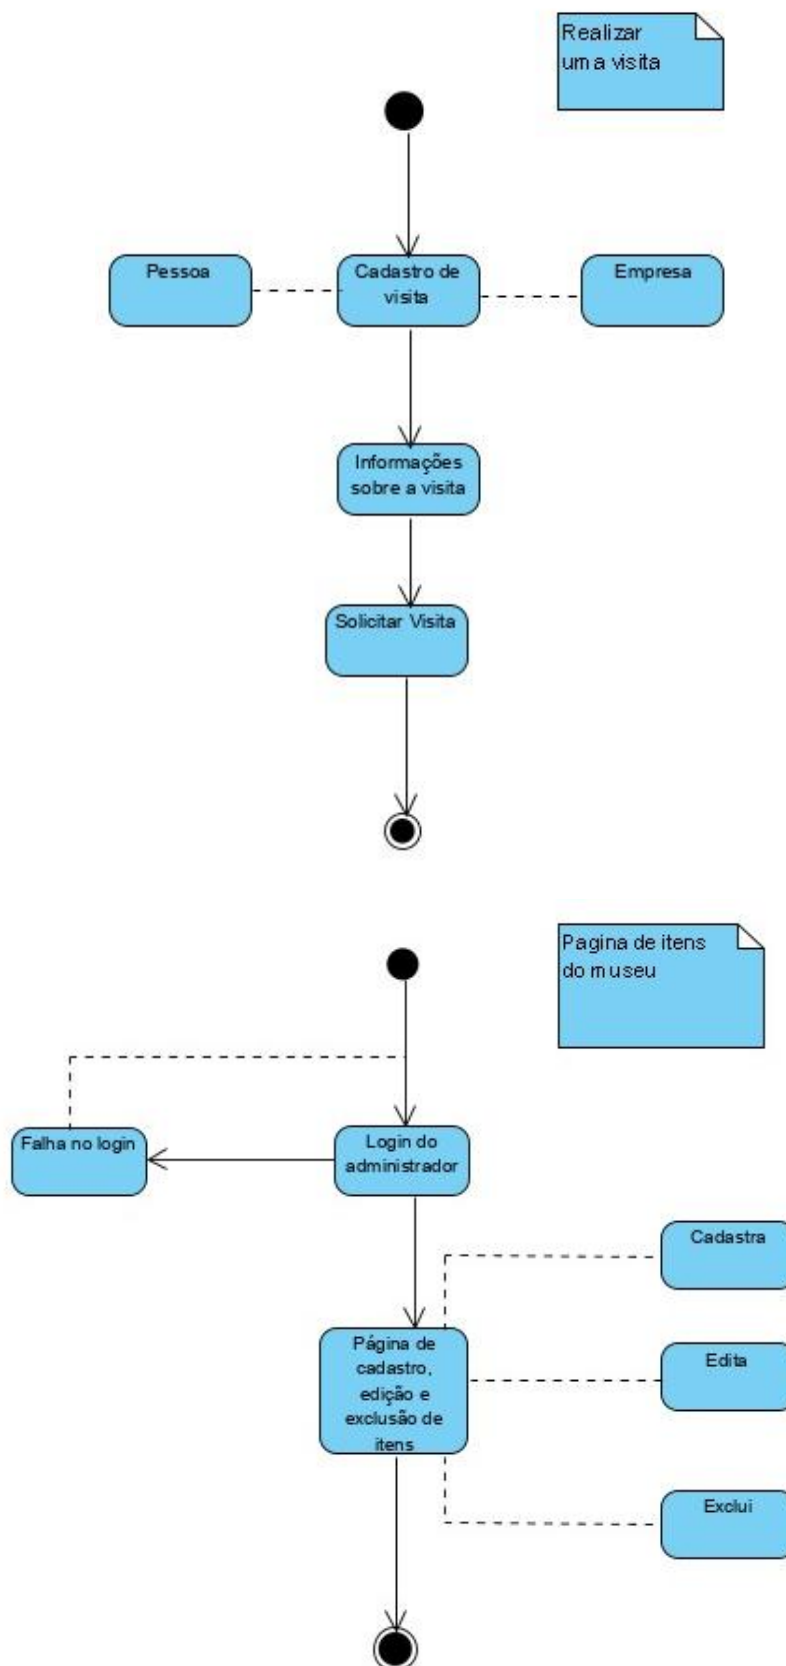 Realizar
uma visita
Pessoa
Cadastro de
visita
Empresa
Informações
sobre a visita
Solicitar Visita
Pagina de itens
do museu
Falha no login
Login do
administrador
Cadastra
Página de
cadastro,
edição e
exclusão de
itens
Edita
Exclui